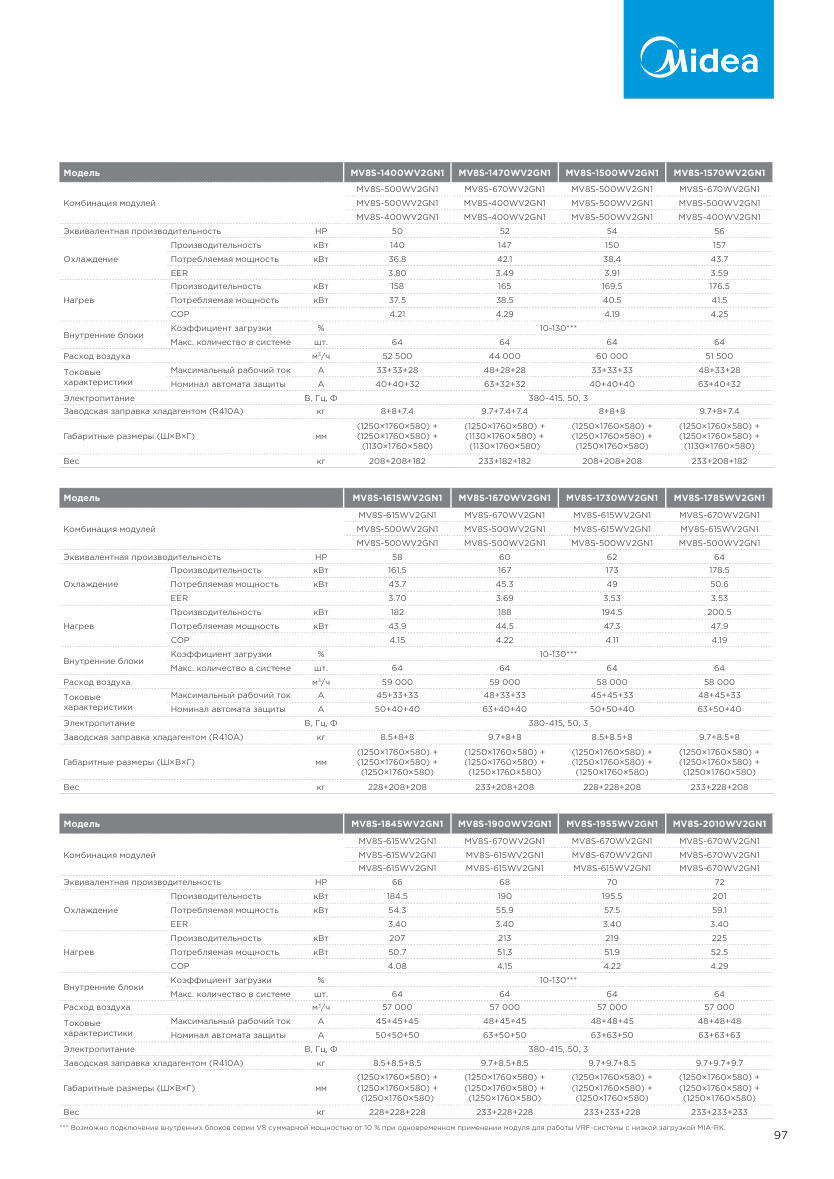 Midea
Модель MV8S-1400WV2GN1 MV8S-1470WV2GN1 MV8S-1500WV2GN1 MV8S-1570WV2GN1
MV8S-500WV2GN1 MV8S-670WV2GN1 MV8S-500WV2GN1 MV8S-670WV2GN1
Комбинация модулей MV8S-500WV2GN1 MV8S-400WV2GN1 MV8S-500WV2GN1 MV8S-500WV2GN1
MV8S-400WV2GN1 MV8S-400WV2GN1 MV8S-500WV2GN1 MV8S-400WV2GN1
Эквивалентная производительность HP 50 52 54 56
Производительность кВт 140 147 150 157
Охлаждение Потребляемая мощность кВт 36.8 42.1 38.4 43.7
EER 3.80 3.49 3.91 3.59
Производительность кВт 158 165 169.5 176.5
Нагрев Потребляемая мощность кВт 37.5 38.5 40.5 41.5
COP 4.21 4.29 4.19 4.25
Внутренние блоки Коэффициент загрузки % 10-130***
Макс. количество в системе шт. 64 64 64 64
Расход воздуха м³/ч 52 500 44 000 60 000 51 500
Токовые характеристики Максимальный рабочий ток А 33+33+28 48+28+28 33+33+33 48+33+28
Номинал автомата защиты А 40+40+32 63+32+32 40+40+40 63+40+32
Электропитание В, Гц, Ф 380-415, 50, 3
Заводская заправка хладагентом (R410A) кг 8+8+7.4 9.7+7.4+7.4 8+8+8 9.7+8+7.4
(1250×1760×580) + (1250×1760×580) + (1250×1760×580) + (1250×1760×580) +
Габаритные размеры (Ш×В×Г) мм (1250×1760×580) + (1130×1760×580) + (1250×1760×580) + (1250×1760×580) +
(1130×1760×580) (1130×1760×580) (1250×1760×580) (1130×1760×580)
Вес кг 208+208+182 233+182+182 208+208+208 233+208+182
Модель MV8S-1615WV2GN1 MV8S-1670WV2GN1 MV8S-1730WV2GN1 MV8S-1785WV2GN1
MV8S-615WV2GN1 MV8S-670WV2GN1 MV8S-615WV2GN1 MV8S-670WV2GN1
Комбинация модулей MV8S-500WV2GN1 MV8S-500WV2GN1 MV8S-615WV2GN1 MV8S-615WV2GN1
MV8S-500WV2GN1 MV8S-500WV2GN1 MV8S-500WV2GN1 MV8S-500WV2GN1
Эквивалентная производительность HP 58 60 62 64
Производительность кВт 161.5 167 173 178.5
Охлаждение Потребляемая мощность кВт 43.7 45.3 49 50.6
EER 3.70 3.69 3.53 3.53
Производительность кВт 182 188 194.5 200.5
Нагрев Потребляемая мощность кВт 43.9 44.5 47.3 47.9
COP 4.15 4.22 4.11 4.19
Внутренние блоки Коэффициент загрузки % 10-130***
Макс. количество в системе шт. 64 64 64 64
Расход воздуха м³/ч 59 000 59 000 58 000 58 000
Токовые характеристики Максимальный рабочий ток А 45+33+33 48+33+33 45+45+33 48+45+33
Номинал автомата защиты А 50+40+40 63+40+40 50+50+40 63+50+40
Электропитание В, Гц, Ф 380-415, 50, 3
Заводская заправка хладагентом (R410A) кг 8.5+8+8 9.7+8+8 8.5+8.5+8 9.7+8.5+8
(1250×1760×580) + (1250×1760×580) + (1250×1760×580) + (1250×1760×580) +
Габаритные размеры (Ш×В×Г) мм (1250×1760×580) + (1250×1760×580) + (1250×1760×580) + (1250×1760×580) +
(1250×1760×580) (1250×1760×580) (1250×1760×580) (1250×1760×580)
Вес кг 228+208+208 233+208+208 228+228+208 233+228+208
Модель MV8S-1845WV2GN1 MV8S-1900WV2GN1 MV8S-1955WV2GN1 MV8S-2010WV2GN1
MV8S-615WV2GN1 MV8S-670WV2GN1 MV8S-670WV2GN1 MV8S-670WV2GN1
Комбинация модулей MV8S-615WV2GN1 MV8S-615WV2GN1 MV8S-670WV2GN1 MV8S-670WV2GN1
MV8S-615WV2GN1 MV8S-615WV2GN1 MV8S-615WV2GN1 MV8S-670WV2GN1
Эквивалентная производительность HP 66 68 70 72
Производительность кВт 184.5 190 195.5 201
Охлаждение Потребляемая мощность кВт 54.3 55.9 57.5 59.1
EER 3.40 3.40 3.40 3.40
Производительность кВт 207 213 219 225
Нагрев Потребляемая мощность кВт 50.7 51.3 51.9 52.5
COP 4.08 4.15 4.22 4.29
Внутренние блоки Коэффициент загрузки % 10-130***
Макс. количество в системе шт. 64 64 64 64
Расход воздуха м³/ч 57 000 57 000 57 000 57 000
Токовые характеристики Максимальный рабочий ток А 45+45+45 48+45+45 48+48+45 48+48+48
Номинал автомата защиты А 50+50+50 63+50+50 63+63+50 63+63+63
Электропитание В, Гц, Ф 380-415, 50, 3
Заводская заправка хладагентом (R410A) кг 8.5+8.5+8.5 9.7+8.5+8.5 9.7+9.7+8.5 9.7+9.7+9.7
(1250×1760×580) + (1250×1760×580) + (1250×1760×580) + (1250×1760×580) +
Габаритные размеры (Ш×В×Г) мм (1250×1760×580) + (1250×1760×580) + (1250×1760×580) + (1250×1760×580) +
(1250×1760×580) (1250×1760×580) (1250×1760×580) (1250×1760×580)
Вес кг 228+228+228 233+228+228 233+233+228 233+233+233
*** Возможно подключение внутренних блоков серии V8 суммарной мощностью от 10 % при одновременном применении модуля для работы VRF-системы с низкой загрузкой MIA-RK.
97